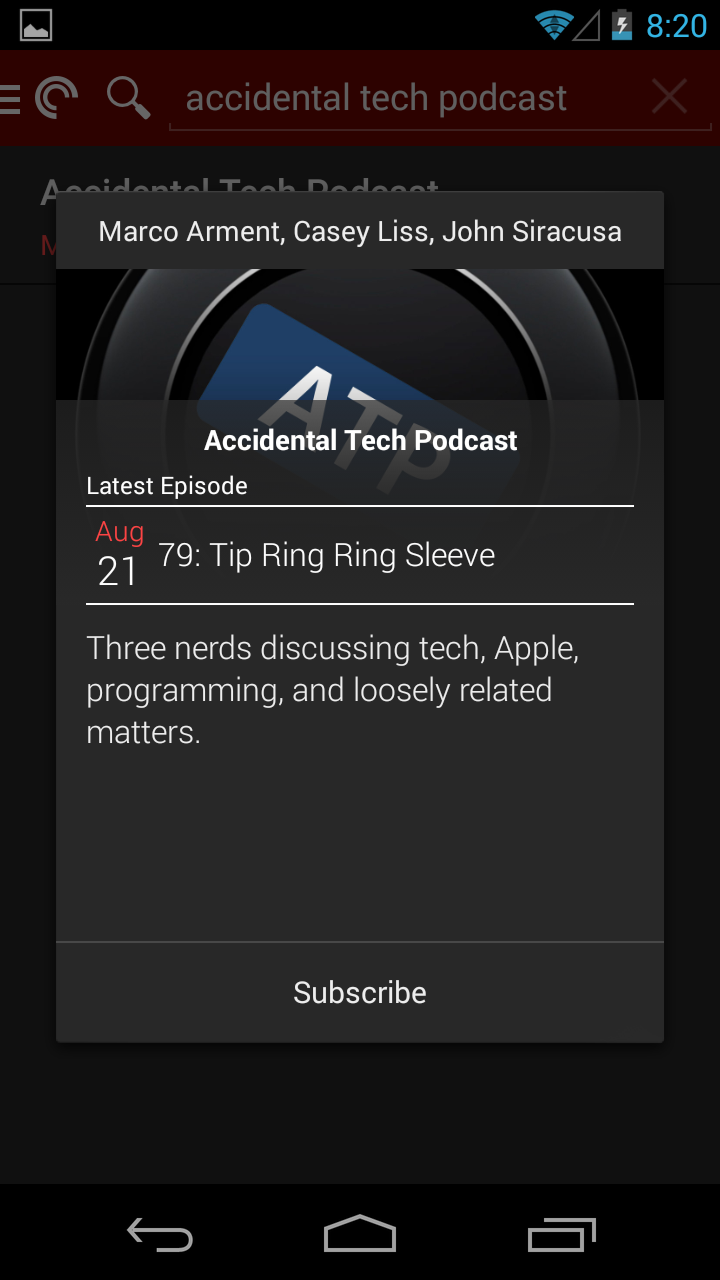 8:20
accidental tech podcast
Accidental Tech Podcast
M
Marco Arment, Casey Liss, John Siracusa
ATP
Accidental Tech Podcast
Latest Episode
Aug
21
79: Tip Ring Ring Sleeve
Three nerds discussing tech, Apple,
programming, and loosely related
matters.
Subscribe